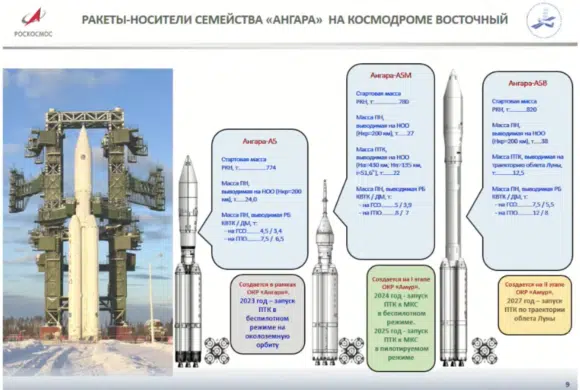 РОСКОСМОС
РАКЕТЫ-НОСИТЕЛИ СЕМЕЙСТВА «АНГАРА» НА КОСМОДРОМЕ ВОСТОЧНЫЙ
Ангара-А5
Стартовая масса
РКН, т:................774
Масса ПН,
выводимая на НОО (Нкр=200
км), т:.....24,0
Масса ПН, выводимая РБ
КВТК / ДМ, т:
– на ГСО.........4,5 / 3,4
– на ГПО........7,5 / 6,5
Создается в рамках
ОКР «Ангара».
2023 год – запуск
ПТК в
беспилотном
режиме на
околоземную
орбиту
Ангара-А5М
Стартовая масса
РКН, т:................780
Масса ПН,
выводимая на НОО
(Нкр=200 км), т:.....27
Масса ПТК,
выводимая на НОО
i=51,6°), т:......22
Масса ПН, выводимая РБ
КВТК / ДМ, т:
– на ГСО......5 / 3,9
– на ГПО......8 / 7
Создается на I этапе
ОКР «Амур».
2024 год - запуск
ПТК к МКС
в беспилотном
режиме.
2025 год - запуск
ПТК к МКС
в пилотируемом
режиме
Ангара-А5В
Стартовая масса
РКН, т:................820
Масса ПН,
выводимая на НОО
(Нкр=200 км), т:.....38
Масса ПТК, выводимая на
траекторию облета Луны,
т:............12,5
Масса ПН, выводимая РБ
КВТК / ДМ, т:
– на ГСО.........7,5 / 5,5
– на ГПО.........12 / 8
Создается на II этапе
ОКР «Амур».
2027 год – запуск
ПТК по траектории
облета Луны
9